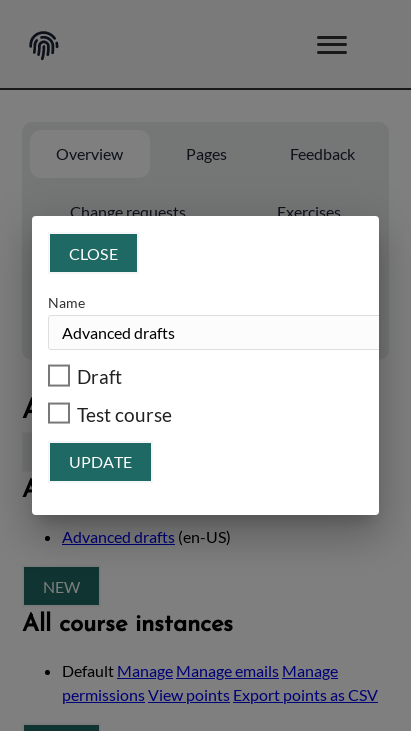 Overview
Pages
Feedback
Change requests
Exercises
CLOSE
Name
Advanced drafts
Draft
Test course
UPDATE
Advanced drafts (en-US)
NEW
All course instances
Default Manage Manage emails Manage
permissions View points Export points as CSV